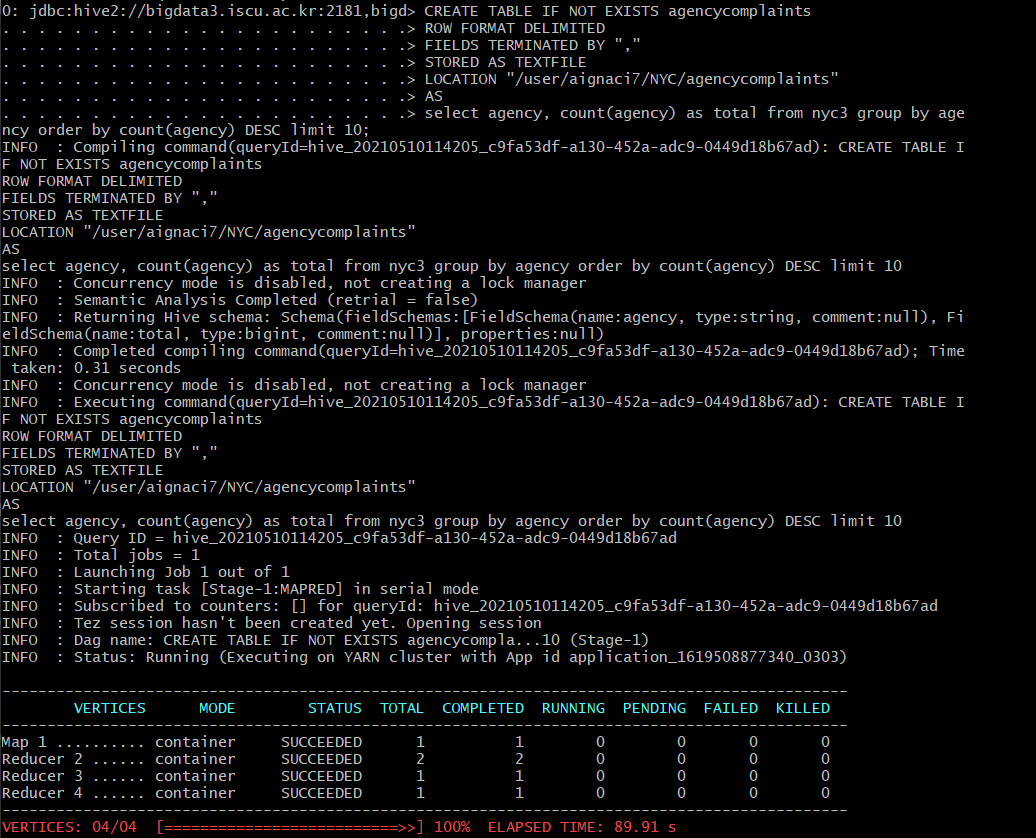 0: jdbc:hive2://bigdata3.iscu.ac.kr:2181,bigd> CREATE TABLE IF NOT EXISTS agencycomplaints
. . . . . . . . . . . . . . . . . . . . . . .> ROW FORMAT DELIMITED
. . . . . . . . . . . . . . . . . . . . . . .> FIELDS TERMINATED BY ","
. . . . . . . . . . . . . . . . . . . . . . .> STORED AS TEXTFILE
. . . . . . . . . . . . . . . . . . . . . . .> LOCATION "/user/aignaci7/NYC/agencycomplaints"
. . . . . . . . . . . . . . . . . . . . . . .> AS
. . . . . . . . . . . . . . . . . . . . . . .> select agency, count(agency) as total from nyc3 group by age
ncy order by count(agency) DESC limit 10;
INFO  : Compiling command(queryId=hive_20210510114205_c9fa53df-a130-452a-adc9-0449d18b67ad): CREATE TABLE I
F NOT EXISTS agencycomplaints
ROW FORMAT DELIMITED
FIELDS TERMINATED BY ","
STORED AS TEXTFILE
LOCATION "/user/aignaci7/NYC/agencycomplaints"
AS
select agency, count(agency) as total from nyc3 group by agency order by count(agency) DESC limit 10
INFO  : Concurrency mode is disabled, not creating a lock manager
INFO  : Semantic Analysis Completed (retrial = false)
INFO  : Returning Hive schema: Schema(fieldSchemas:[FieldSchema(name:agency, type:string, comment:null), Fi
eldSchema(name:total, type:bigint, comment:null)], properties:null)
INFO  : Completed compiling command(queryId=hive_20210510114205_c9fa53df-a130-452a-adc9-0449d18b67ad); Time
 taken: 0.31 seconds
INFO  : Concurrency mode is disabled, not creating a lock manager
INFO  : Executing command(queryId=hive_20210510114205_c9fa53df-a130-452a-adc9-0449d18b67ad): CREATE TABLE I
F NOT EXISTS agencycomplaints
ROW FORMAT DELIMITED
FIELDS TERMINATED BY ","
STORED AS TEXTFILE
LOCATION "/user/aignaci7/NYC/agencycomplaints"
AS
select agency, count(agency) as total from nyc3 group by agency order by count(agency) DESC limit 10
INFO  : Query ID = hive_20210510114205_c9fa53df-a130-452a-adc9-0449d18b67ad
INFO  : Total jobs = 1
INFO  : Launching Job 1 out of 1
INFO  : Starting task [Stage-1:MAPRED] in serial mode
INFO  : Subscribed to counters: [] for queryId: hive_20210510114205_c9fa53df-a130-452a-adc9-0449d18b67ad
INFO  : Tez session hasn't been created yet. Opening session
INFO  : Dag name: CREATE TABLE IF NOT EXISTS agencycompla...10 (Stage-1)
INFO  : Status: Running (Executing on YARN cluster with App id application_1619508877340_0303)
----------------------------------------------------------------------------------------------
        VERTICES      MODE        STATUS  TOTAL  COMPLETED  RUNNING  PENDING  FAILED  KILLED
----------------------------------------------------------------------------------------------
Map 1 .......... container     SUCCEEDED      1          1        0        0       0       0
Reducer 2 ...... container     SUCCEEDED      2          2        0        0       0       0
Reducer 3 ...... container     SUCCEEDED      1          1        0        0       0       0
Reducer 4 ...... container     SUCCEEDED      1          1        0        0       0       0
----------------------------------------------------------------------------------------------
VERTICES: 04/04  [==========================>>] 100%  ELAPSED TIME: 89.91 s